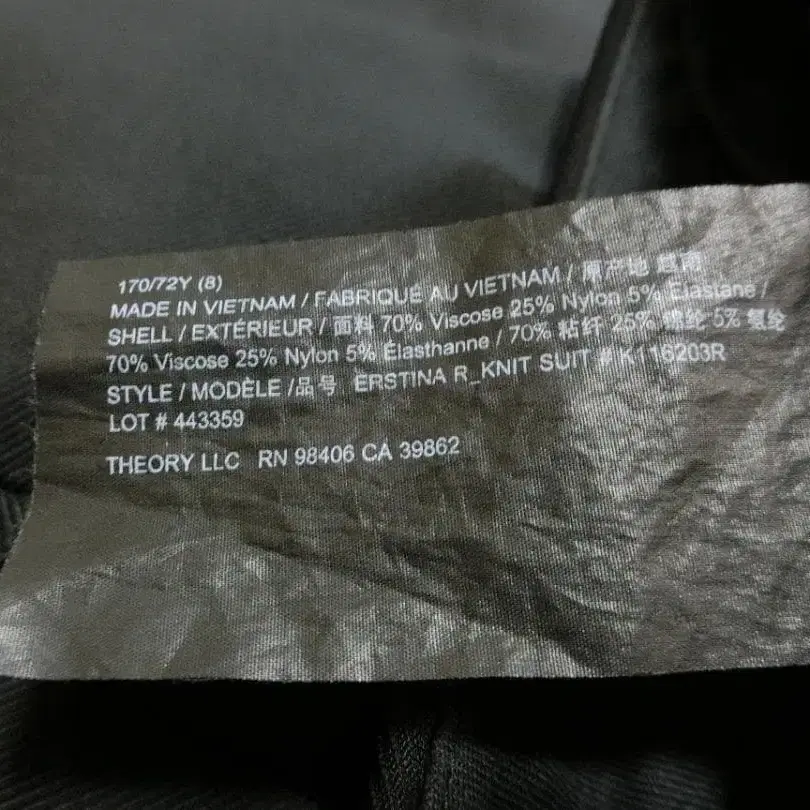 170/72Y (8)
MADE IN VIETNAM / FABRIQUÉ AU VIETNAM / 原产地 越南
SHELL / EXTÉRIEUR / 面料 70% Viscose 25% Nylon 5% Elastane /
70% Viscose 25% Nylon 5% Élasthanne / 70% 粘纤 25% 锦纶 5% 氨纶
STYLE / MODÈLE /品号 ERSTINA R_KNIT SUIT # K116203R
LOT # 443359
THEORY LLC RN 98406 CA 39862